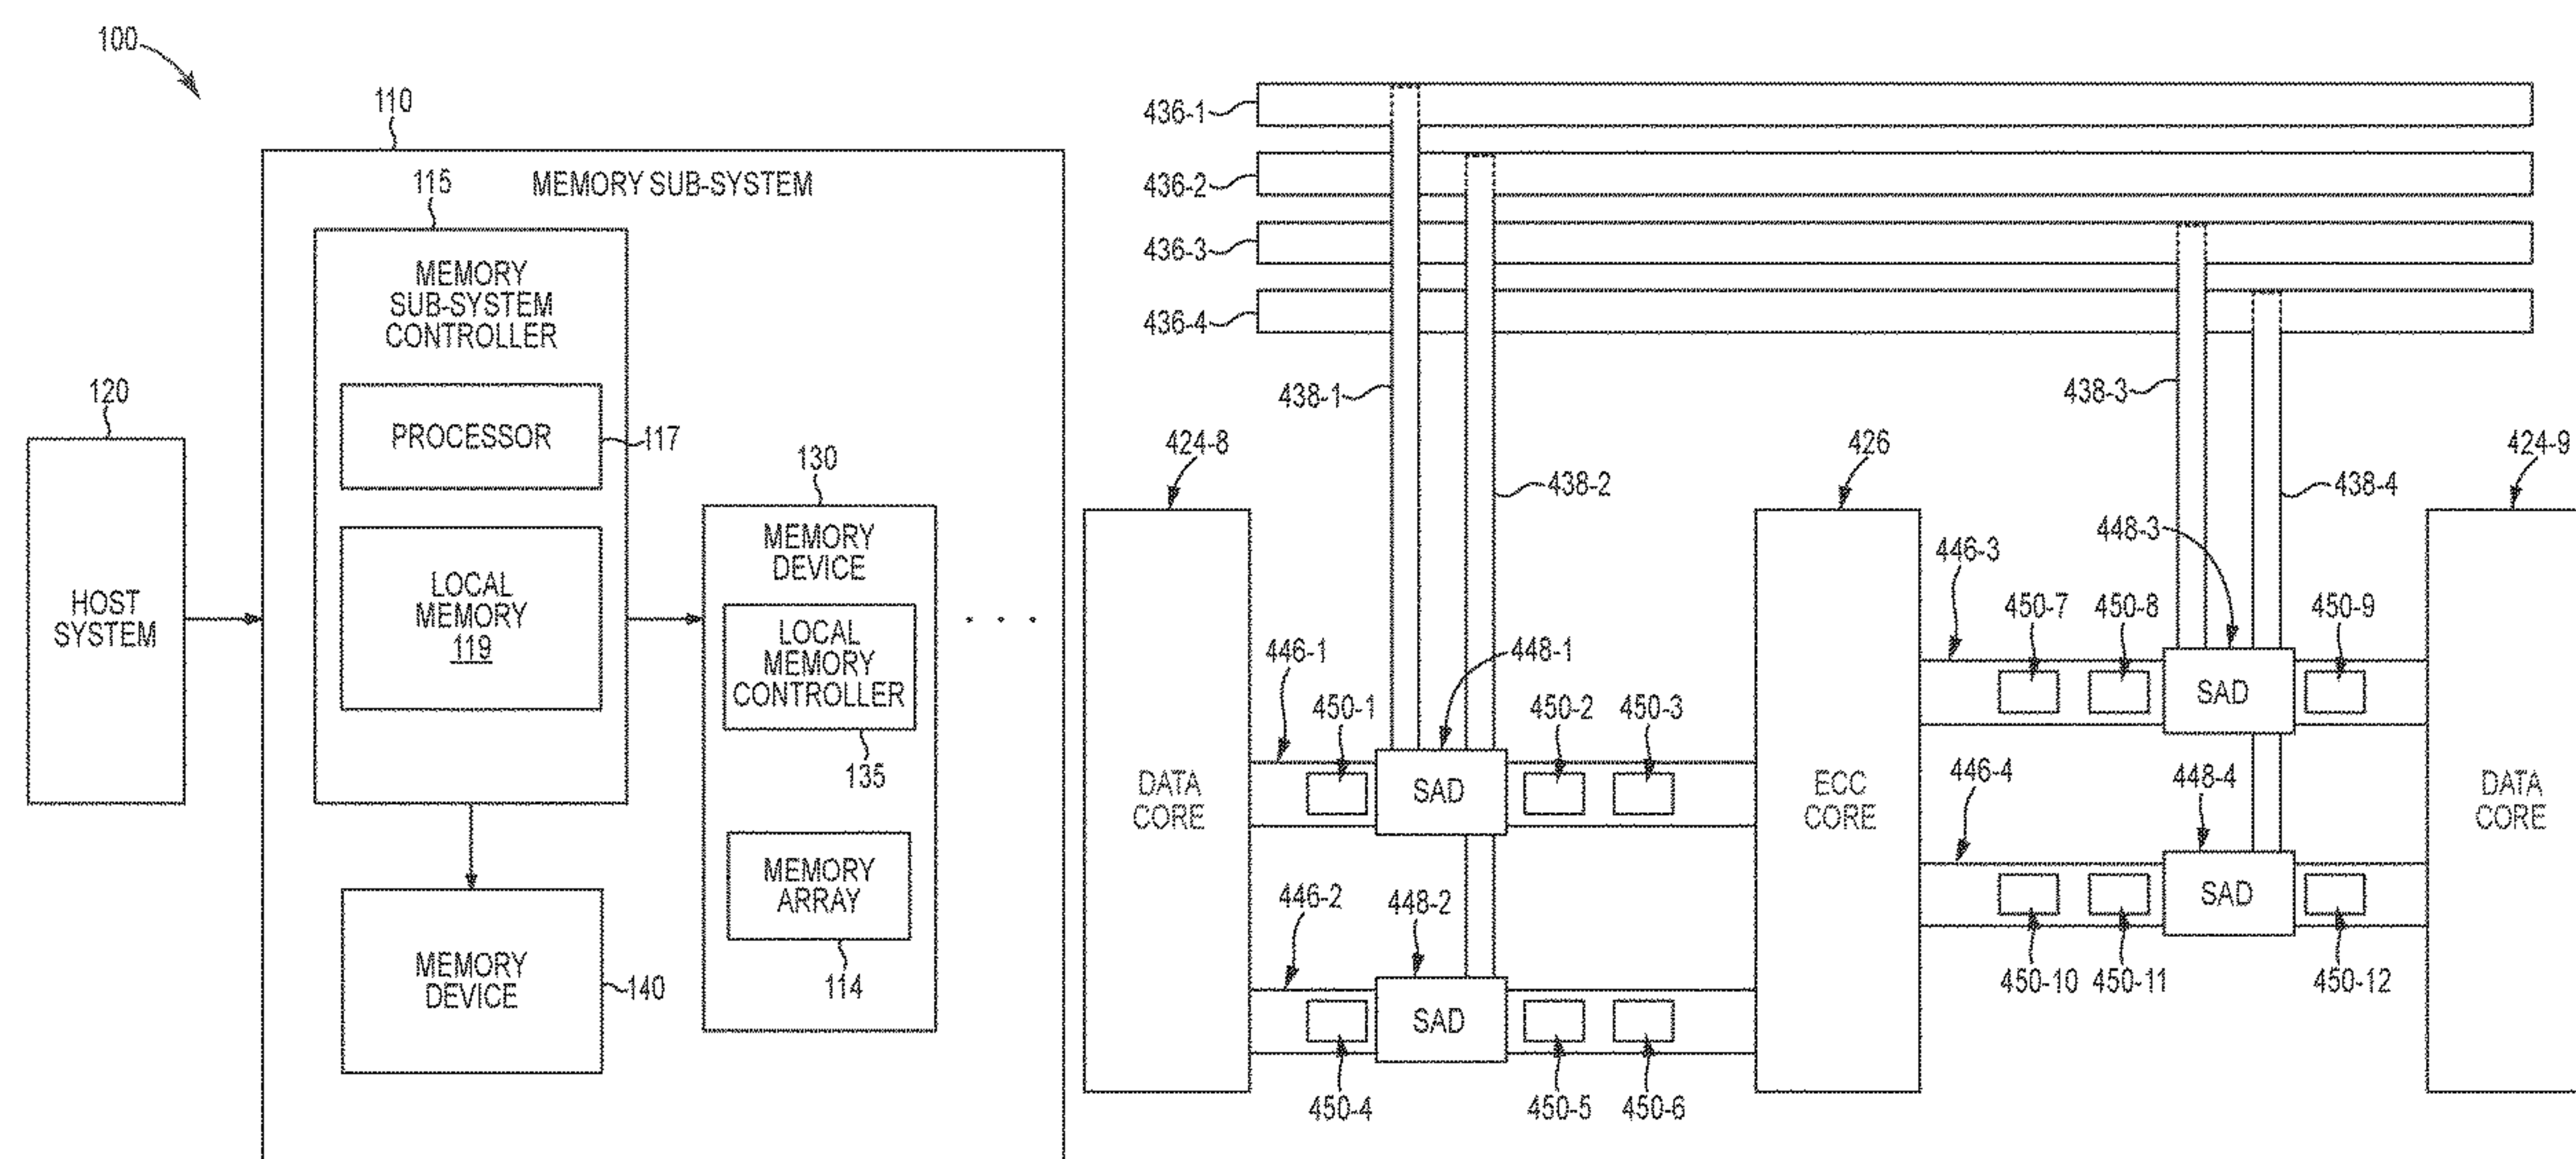 100
110
MEMORY SUB-SYSTEM
115
MEMORY
SUB-SYSTEM
CONTROLLER
PROCESSOR
117
LOCAL
MEMORY
119
120
HOST
SYSTEM
130
MEMORY
DEVICE
LOCAL
MEMORY
CONTROLLER
135
MEMORY
ARRAY
114
MEMORY
DEVICE
140
436-1
436-2
436-3
436-4
438-1
438-2
438-3
438-4
424-8
426
424-9
DATA
CORE
ECC
CORE
DATA
CORE
446-1
448-1
450-1
450-2
450-3
SAD
446-2
448-2
SAD
450-4
450-5
450-6
446-3
448-3
450-7
450-8
450-9
SAD
446-4
448-4
SAD
450-10
450-11
450-12